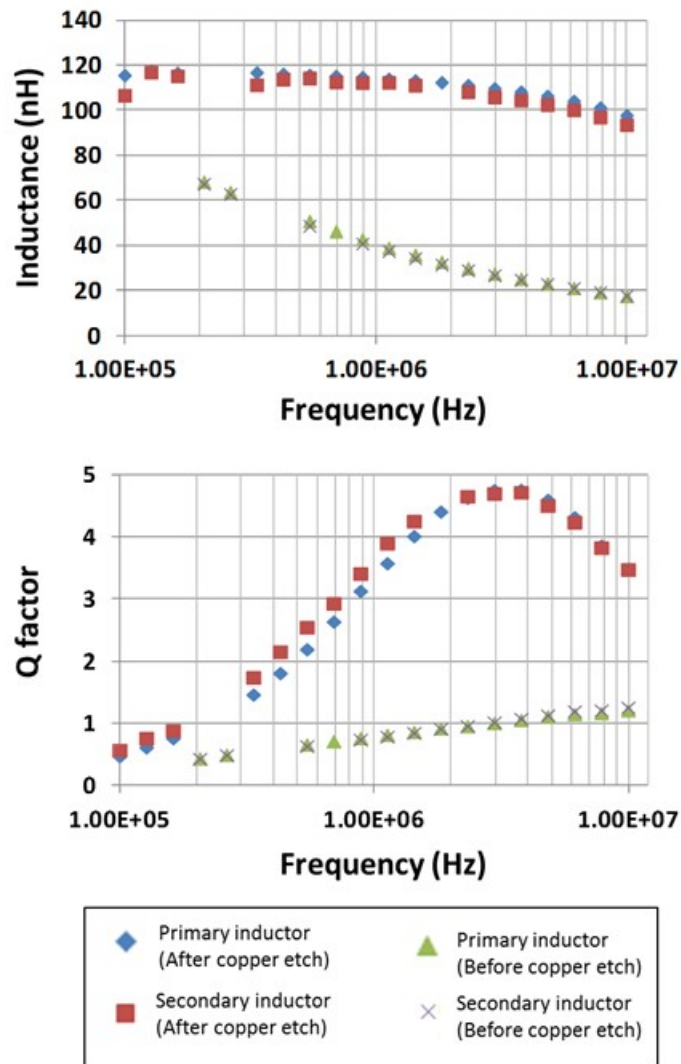 140
120
100
80
60
40
20
0
Inductance (nH)
1.00E+05 1.00E+06 1.00E+07
Frequency (Hz)
5
4
3
2
1
0
Q factor
1.00E+05 1.00E+06 1.00E+07
Frequency (Hz)
Primary inductor
(After copper etch)
Primary inductor
(Before copper etch)
Secondary inductor
(After copper etch)
Secondary inductor
(Before copper etch)